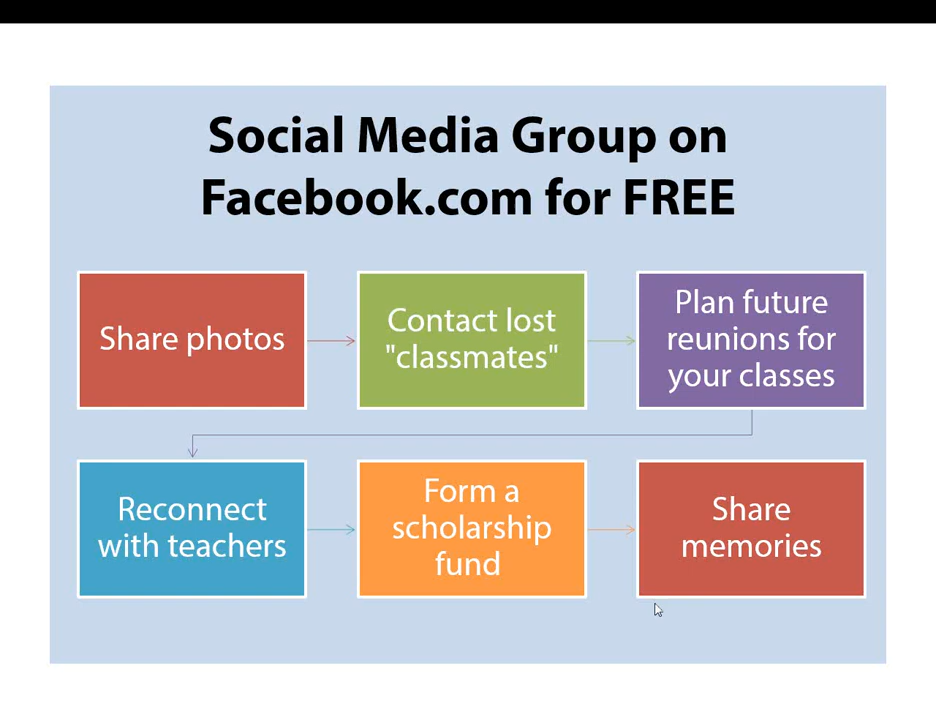 Social Media Group on
Facebook.com for FREE
Share photos
Contact lost
"classmates"
Plan future
reunions for
your classes
Reconnect
with teachers
Form a
scholarship
fund
Share
memories